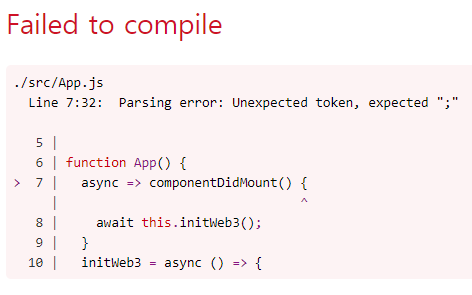 Failed to compile
./src/App.js
  Line 7:32:  Parsing error: Unexpected token, expected ";"
   5 |
   6 | function App() {
>  7 |   async => componentDidMount() {
     |                                ^
   8 |     await this.initWeb3();
   9 |   }
  10 |   initWeb3 = async () => {